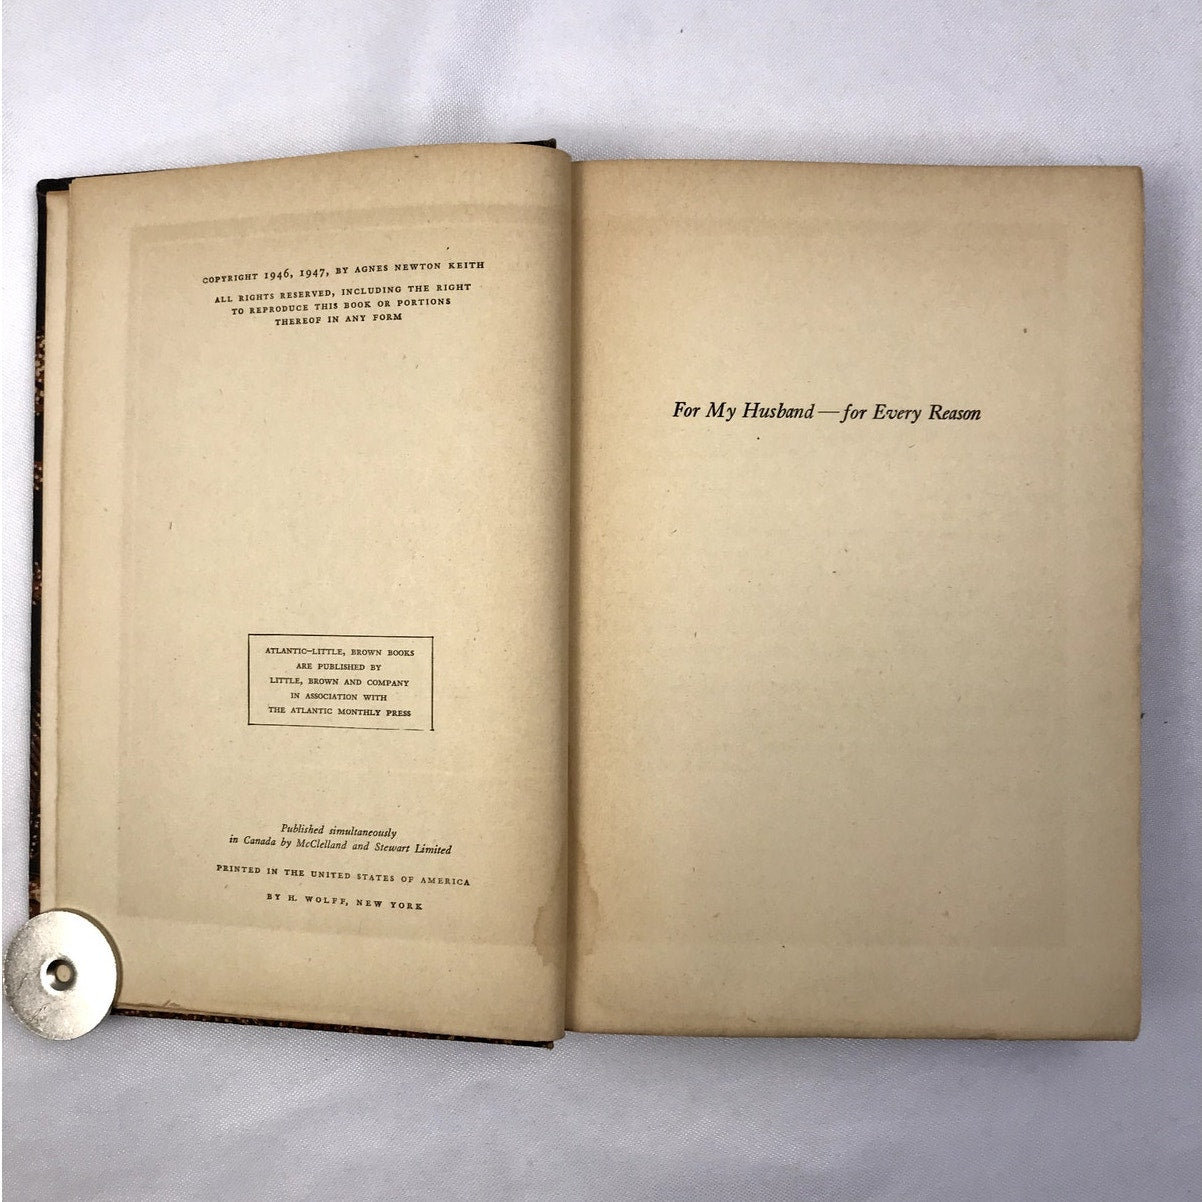 COPYRIGHT 1946, 1947, BY AGNES NEWTON KEITH
ALL RIGHTS RESERVED, INCLUDING THE RIGHT
TO REPRODUCE THIS BOOK OR PORTIONS
THEREOF IN ANY FORM
ATLANTIC–LITTLE, BROWN BOOKS
ARE PUBLISHED BY
LITTLE, BROWN AND COMPANY
IN ASSOCIATION WITH
THE ATLANTIC MONTHLY PRESS
Published simultaneously
in Canada by McClelland and Stewart Limited
PRINTED IN THE UNITED STATES OF AMERICA
BY H. WOLFF, NEW YORK
For My Husband — for Every Reason